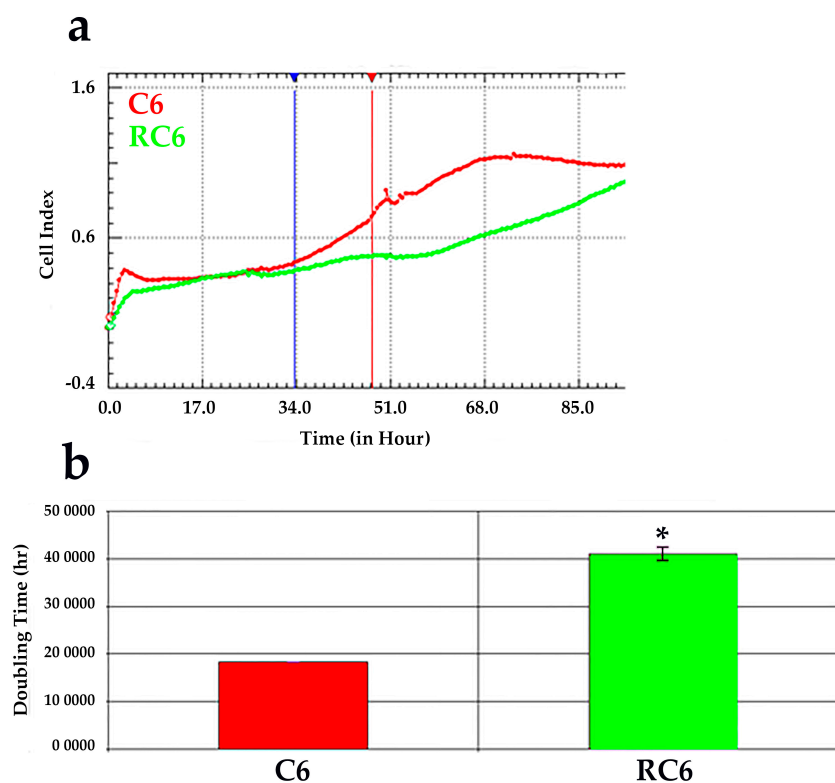 a
1.6
C6
RC6
0.6
-0.4
Cell Index
0.0 17.0 34.0 51.0 68.0 85.0
Time (in Hour)
b
50 0000
40 0000
30 0000
20 0000
10 0000
0 0000
Doubling Time (hr)
*
C6 RC6